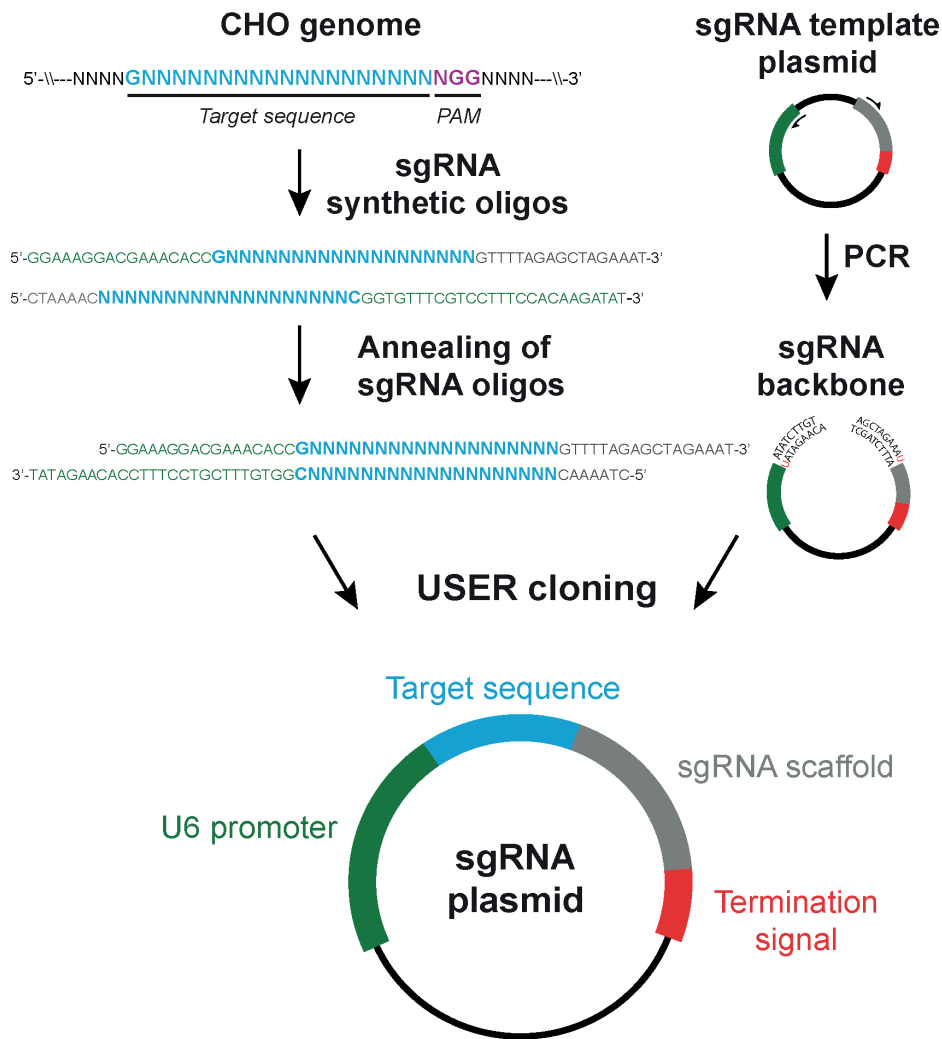 CHO genome
5'-\\---NNNNGNNNNNNNNNNNNNNNNNNNNGGNNNN---\\-3'
Target sequence PAM
sgRNA
synthetic oligos
5'-GGAAAGGACGAAACACCGNNNNNNNNNNNNNNNNNNNGTTTTAGAGCTAGAAAT-3'
5'-CTAAAACNNNNNNNNNNNNNNNNNNNCGGTGTTTCGTCCTTTCCACAAGATAT-3'
Annealing of
sgRNA oligos
5'-GGAAAGGACGAAACACCGNNNNNNNNNNNNNNNNNNNGTTTTAGAGCTAGAAAT-3'
3'-TATAGAACACCTTTCCTGCTTTGTGGCNNNNNNNNNNNNNNNNNNNCAAAATC-5'
sgRNA template
plasmid
PCR
sgRNA
backbone
ATATCTTGT
UATAGAACA
AGCTAGAAAU
TCGATCTTTA
USER cloning
Target sequence
sgRNA scaffold
U6 promoter
sgRNA
plasmid
Termination
signal